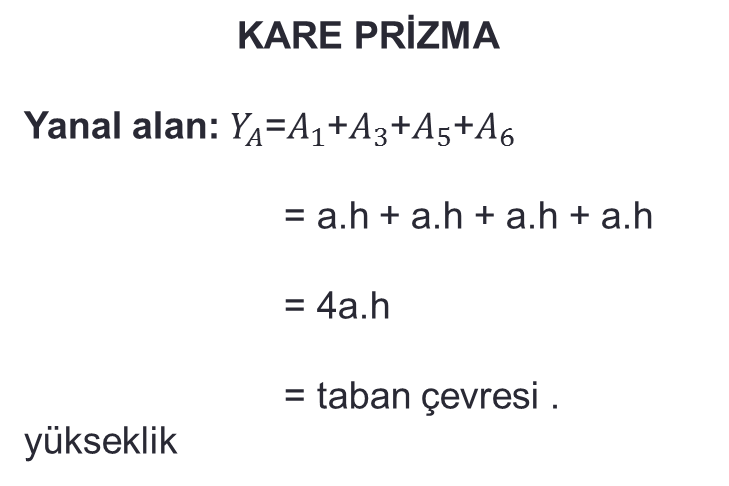 KARE PRİZMA
Yanal alan: Y_A=A_1+A_3+A_5+A_6
= a.h + a.h + a.h + a.h
= 4a.h
= taban çevresi .
yükseklik